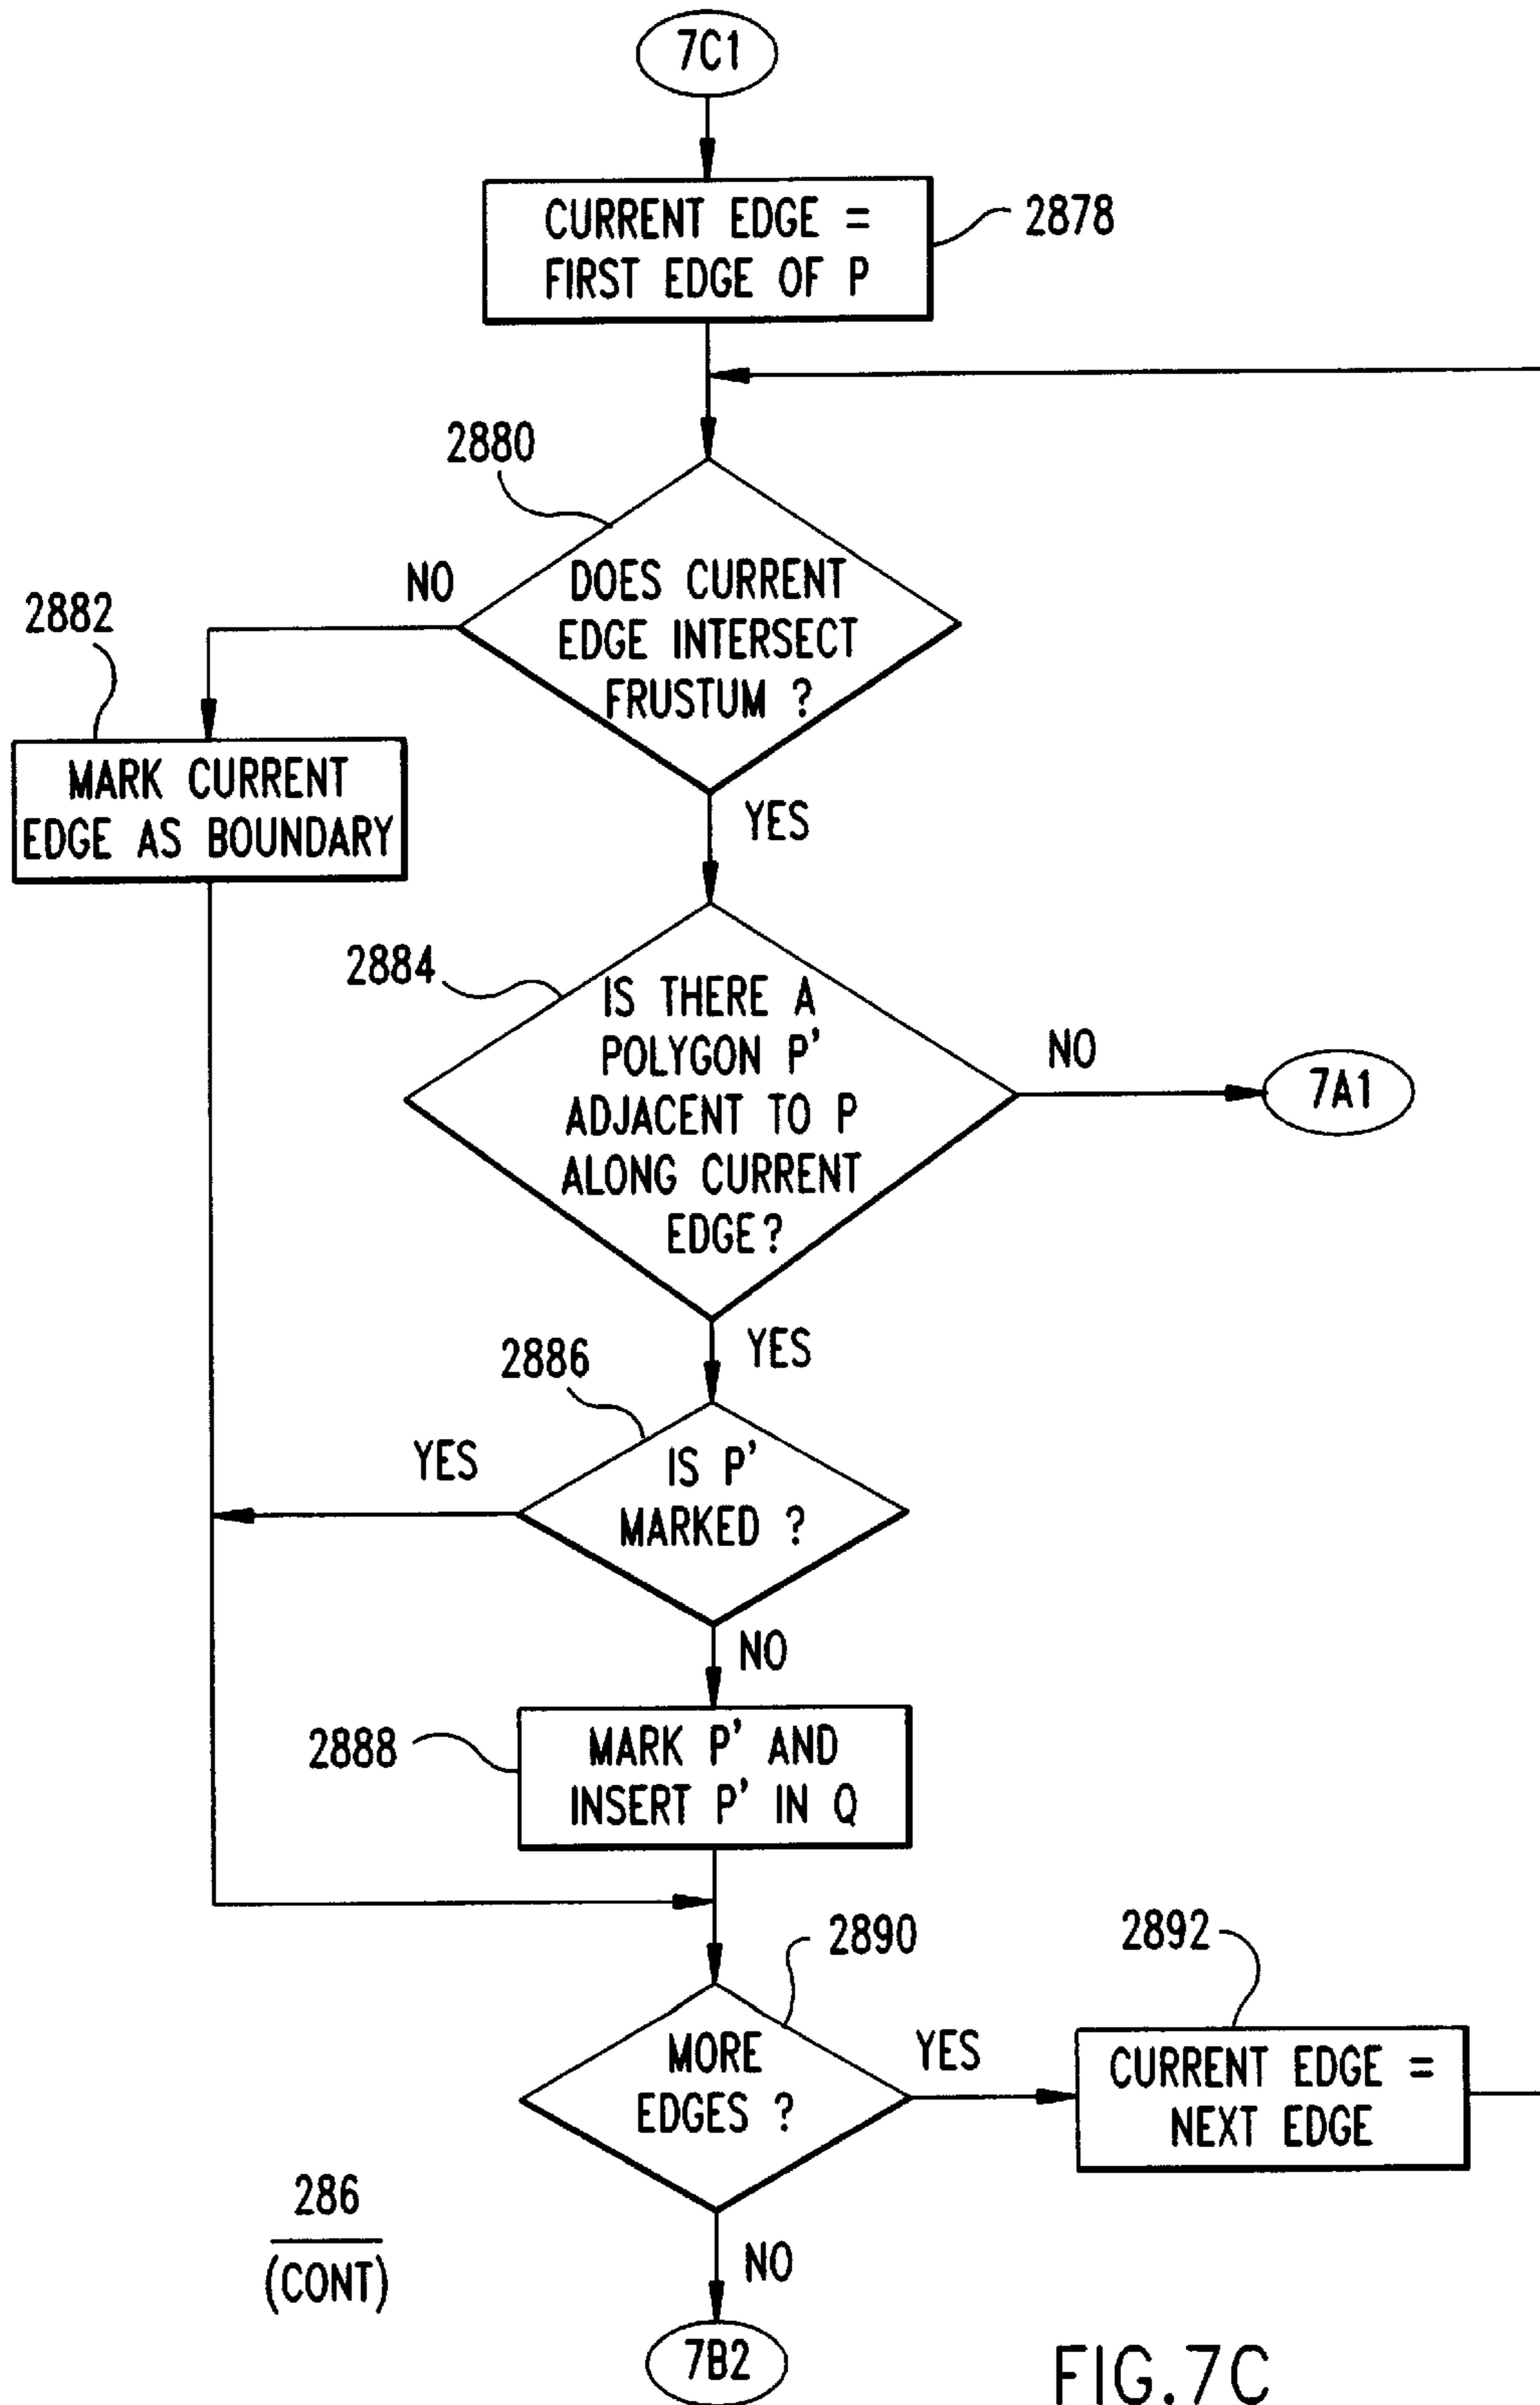 7C1
CURRENT EDGE =
FIRST EDGE OF P
2878
2880
DOES CURRENT
EDGE INTERSECT
FRUSTUM ?
NO
YES
2882
MARK CURRENT
EDGE AS BOUNDARY
2884
IS THERE A
POLYGON P'
ADJACENT TO P
ALONG CURRENT
EDGE?
NO
7A1
YES
2886
IS P'
MARKED ?
YES
NO
2888
MARK P' AND
INSERT P' IN Q
2890
MORE
EDGES ?
YES
2892
CURRENT EDGE =
NEXT EDGE
NO
7B2
286
(CONT)
FIG.7C